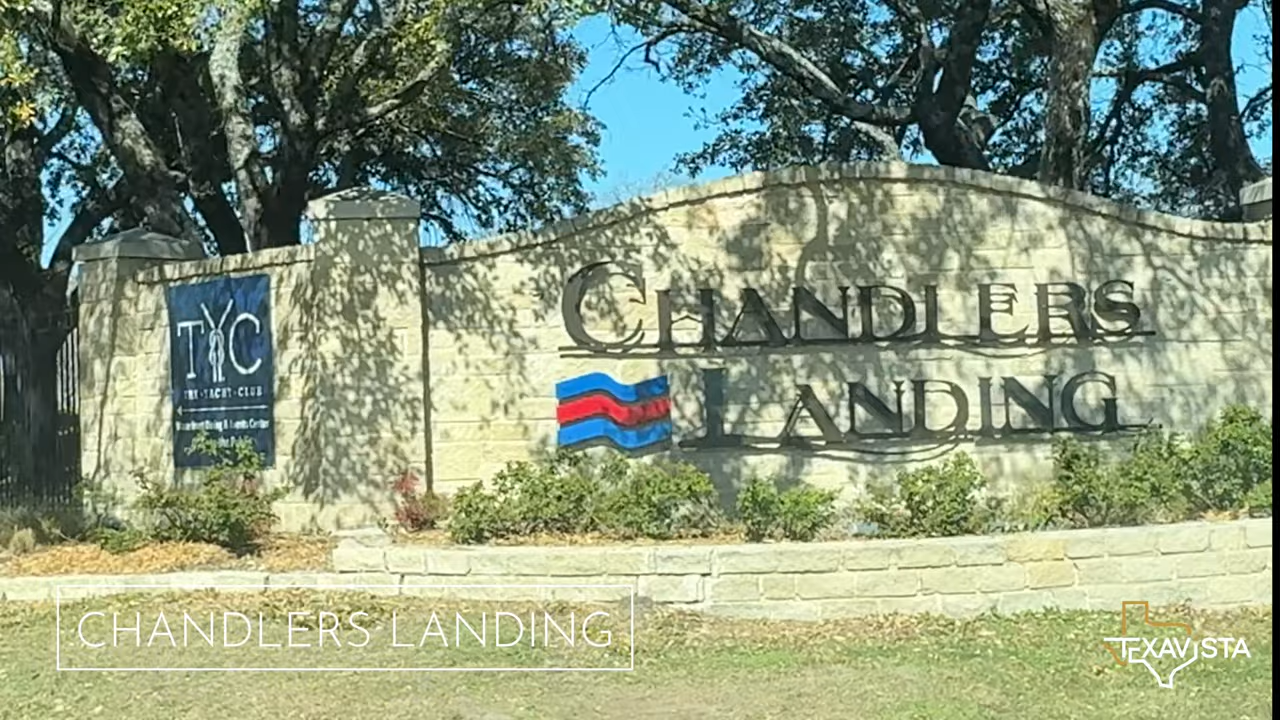 CHANDLERS
LANDING
TYC
THE · YACHT · CLUB
CHANDLERS LANDING
TEXAVISTA